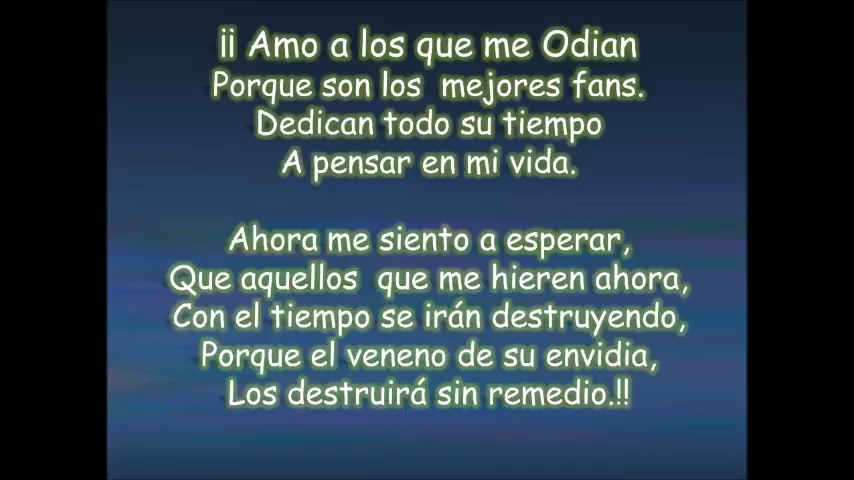 ¡¡ Amo a los que me Odian
Porque son los mejores fans.
Dedican todo su tiempo
A pensar en mi vida.
Ahora me siento a esperar,
Que aquellos que me hieren ahora,
Con el tiempo se irán destruyendo,
Porque el veneno de su envidia,
Los destruirá sin remedio.!!